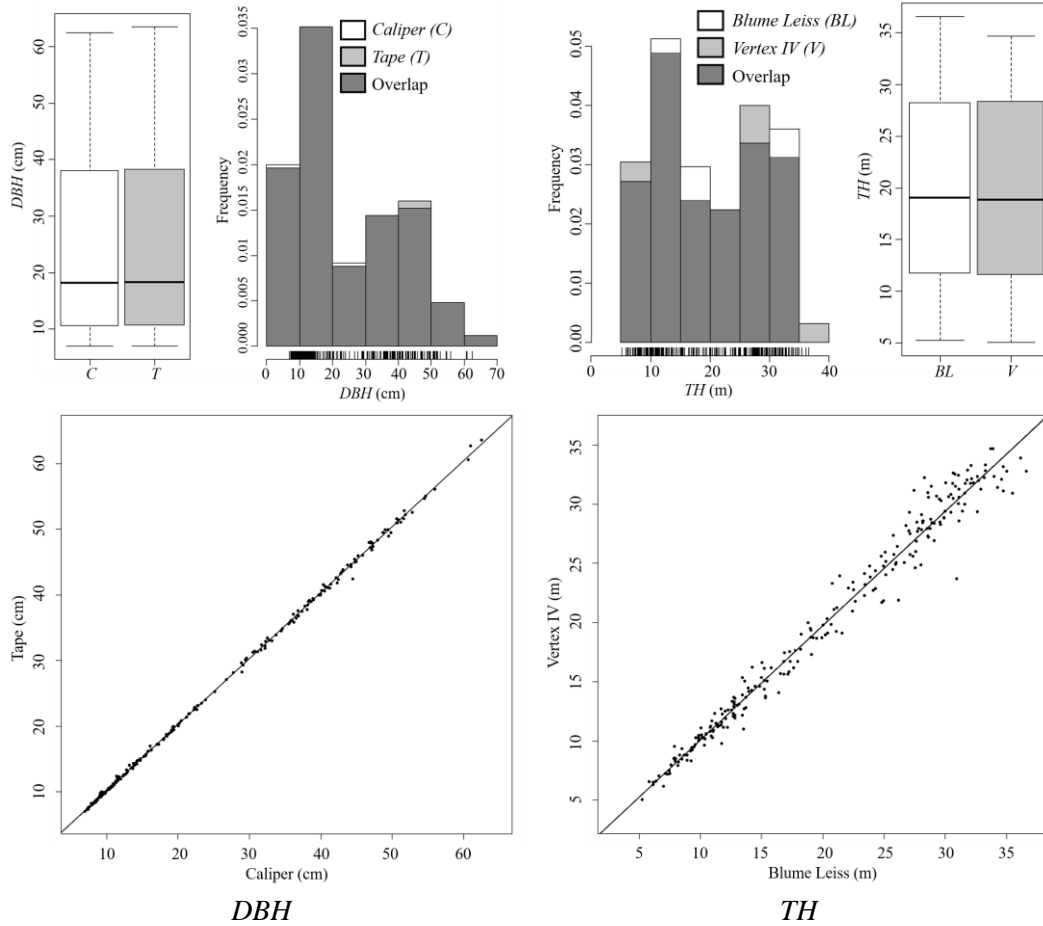 DBH (cm)
10 20 30 40 50 60
C T
Frequency
0.000 0.005 0.01 0.015 0.02 0.025 0.03 0.035
Caliper (C)
Tape (T)
Overlap
0 10 20 30 40 50 60 70
DBH (cm)
Frequency
0.00 0.01 0.02 0.03 0.04 0.05
Blume Leiss (BL)
Vertex IV (V)
Overlap
0 10 20 30 40
TH (m)
TH (m)
5 10 15 20 25 30 35
BL V
Tape (cm)
10 20 30 40 50 60
10 20 30 40 50 60
Caliper (cm)
DBH
Vertex IV (m)
5 10 15 20 25 30 35
5 10 15 20 25 30 35
Blume Leiss (m)
TH